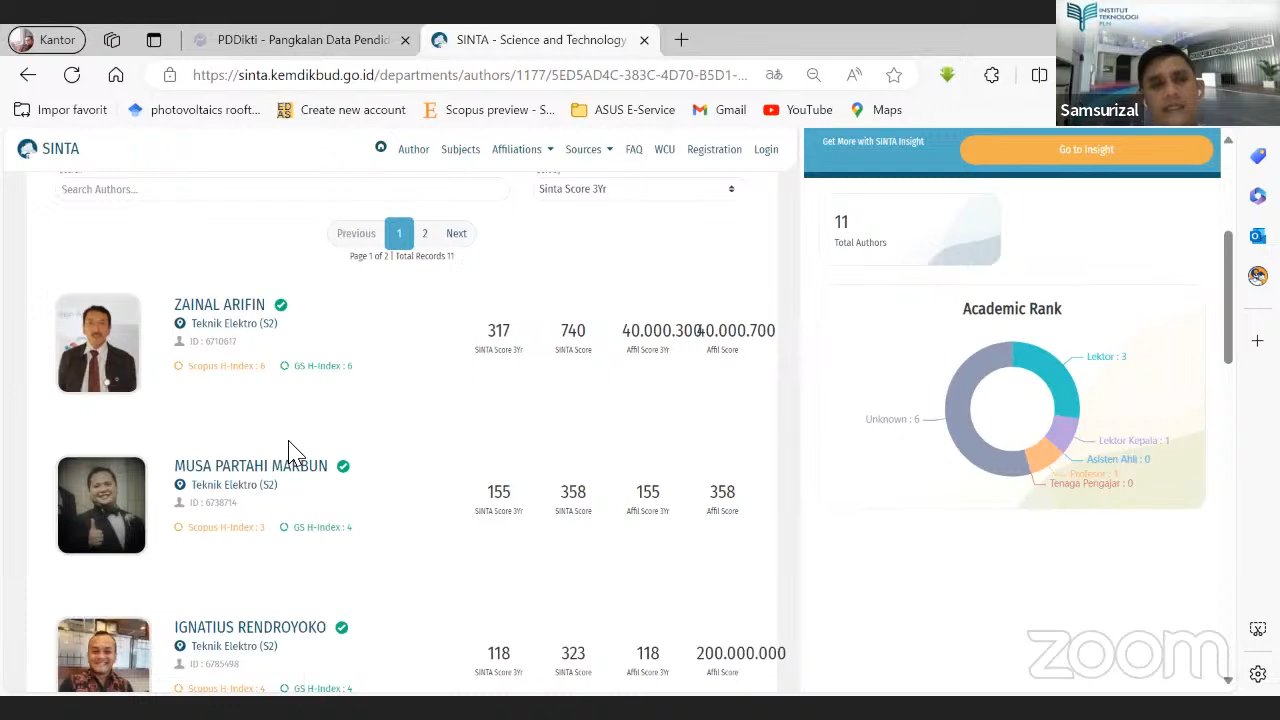 Kantor
PDDikti - Pangkalan Data Pendid
SINTA - Science and Technology
https://sinta.kemdikbud.go.id/departments/authors/1177/5ED5AD4C-383C-4D70-B5D1-...
Impor favorit
photovoltaics rooft...
Create new account
Scopus preview - S...
ASUS E-Service
Gmail
YouTube
Maps
INSTITUT
TEKNOLOGI
PLN
Samsurizal
SINTA
Author
Subjects
Affiliations
Sources
FAQ
WCU
Registration
Login
Search Authors...
Sinta Score 3Yr
Previous
1
2
Next
Page 1 of 2 | Total Records 11
ZAINAL ARIFIN
Teknik Elektro (S2)
ID : 6710617
Scopus H-Index : 6
GS H-Index : 6
317
740
40.000.300
40.000.700
SINTA Score 3Yr
SINTA Score
Affil Score 3Yr
Affil Score
Teknik Elektro (S2)
ID : 6738714
MUSA PARTAHI
Scopus H-Index : 3
GS H-Index : 4
155
358
155
358
SINTA Score 3Yr
SINTA Score
Affil Score 3Yr
Affil Score
IGNATIUS RENDROYOKO
Teknik Elektro (S2)
ID : 6785498
Scopus H-Index : 4
GS H-Index : 4
118
323
118
200.000.000
SINTA Score 3Yr
SINTA Score
Affil Score 3Yr
Affil Score
Get More with SINTA Insight
Go to Insight
11
Total Authors
Academic Rank
Lektor : 3
Unknown : 6
Lektor Kepala : 1
Asisten Ahli : 0
Profesor : 1
Tenaga Pengajar : 0
zoom